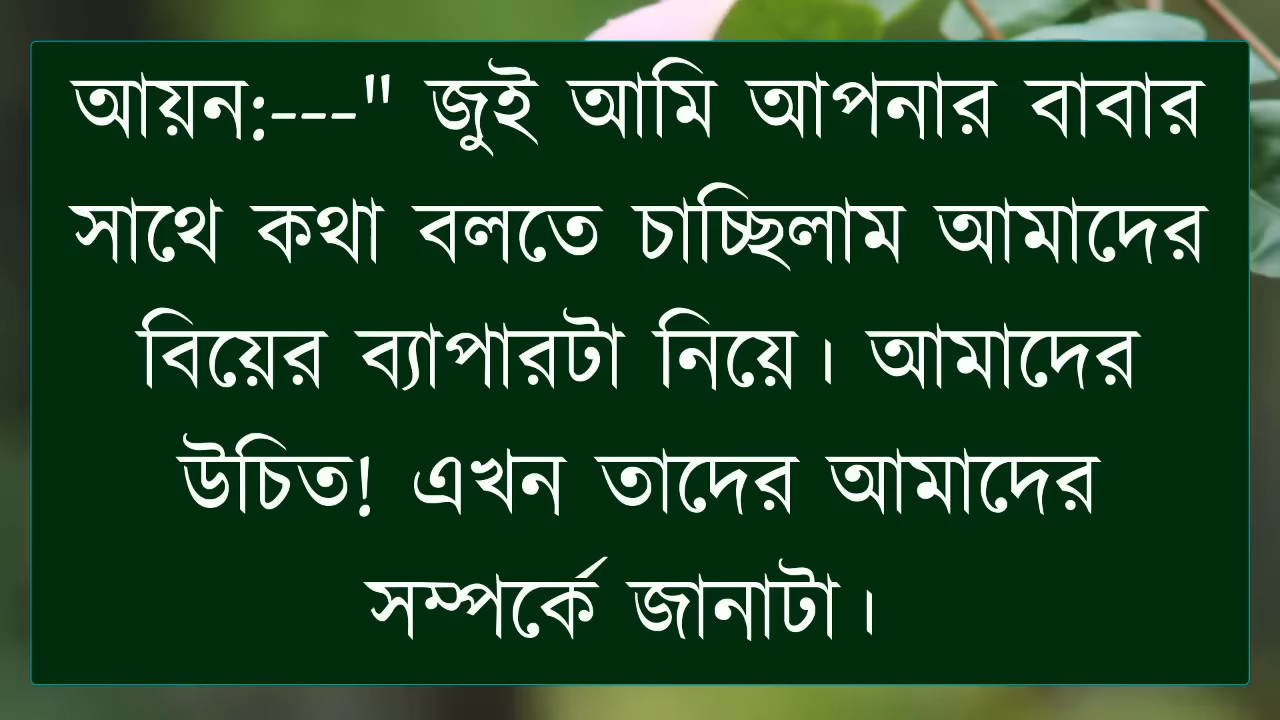 আয়ন:---" জুই আমি আপনার বাবার
সাথে কথা বলতে চাচ্ছিলাম আমাদের
বিয়ের ব্যাপারটা নিয়ে। আমাদের
উচিত! এখন তাদের আমাদের
সম্পর্কে জানাটা।